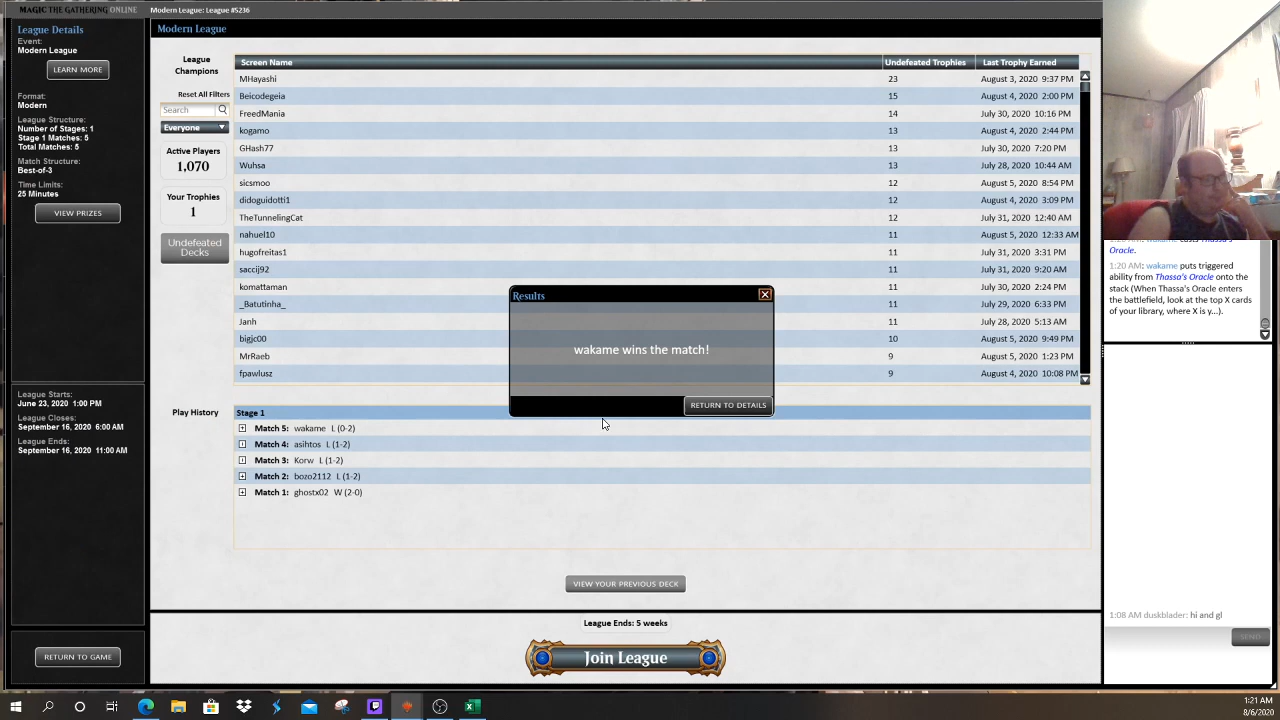 MAGIC THE GATHERING ONLINE
Modern League: League #5236
League Details
Event:
Modern League
LEARN MORE
Format:
Modern
League Structure:
Number of Stages: 1
Stage 1 Matches: 5
Total Matches: 5
Match Structure:
Best-of-3
Time Limits:
25 Minutes
VIEW PRIZES
League Starts:
June 23, 2020 1:00 PM
League Closes:
September 16, 2020 6:00 AM
League Ends:
September 16, 2020 11:00 AM
RETURN TO GAME
Modern League
League
Champions
Reset All Filters
Search
Everyone
Active Players
1,070
Your Trophies
1
Undefeated
Decks
Screen Name Undefeated Trophies Last Trophy Earned
MHayashi 23 August 3, 2020 9:37 PM
Beicodegeia 15 August 4, 2020 2:00 PM
FreedMania 14 July 30, 2020 10:16 PM
kogamo 13 August 4, 2020 2:44 PM
GHash77 13 July 30, 2020 7:20 PM
Wuhsa 13 July 28, 2020 10:44 AM
sicsmoo 12 August 5, 2020 8:54 PM
didoguidotti1 12 August 4, 2020 3:09 PM
TheTunnelingCat 12 July 31, 2020 12:40 AM
nahuel10 11 August 5, 2020 12:33 AM
hugofreitas1 11 July 31, 2020 3:31 PM
saccij92 11 July 31, 2020 9:20 AM
komattaman 11 July 30, 2020 2:24 PM
_Batutinha_ 11 July 29, 2020 6:33 PM
Janh 11 July 28, 2020 5:13 AM
bigjc00 10 August 5, 2020 9:49 PM
MrRaeb 9 August 5, 2020 1:23 PM
fpawlusz 9 August 4, 2020 10:08 PM
Results
wakame wins the match!
RETURN TO DETAILS
Play History
Stage 1
Match 5: wakame L (0-2)
Match 4: asihtos L (1-2)
Match 3: Korw L (1-2)
Match 2: bozo2112 L (1-2)
Match 1: ghostx02 W (2-0)
VIEW YOUR PREVIOUS DECK
League Ends: 5 weeks
Join League
1:20 AM: wakame casts Thassa's
Oracle.
1:20 AM: wakame puts triggered
ability from Thassa's Oracle onto the
stack (When Thassa's Oracle enters
the battlefield, look at the top X cards
of your library, where X is y...).
1:08 AM duskblader: hi and gl
SEND
1:21 AM
8/6/2020